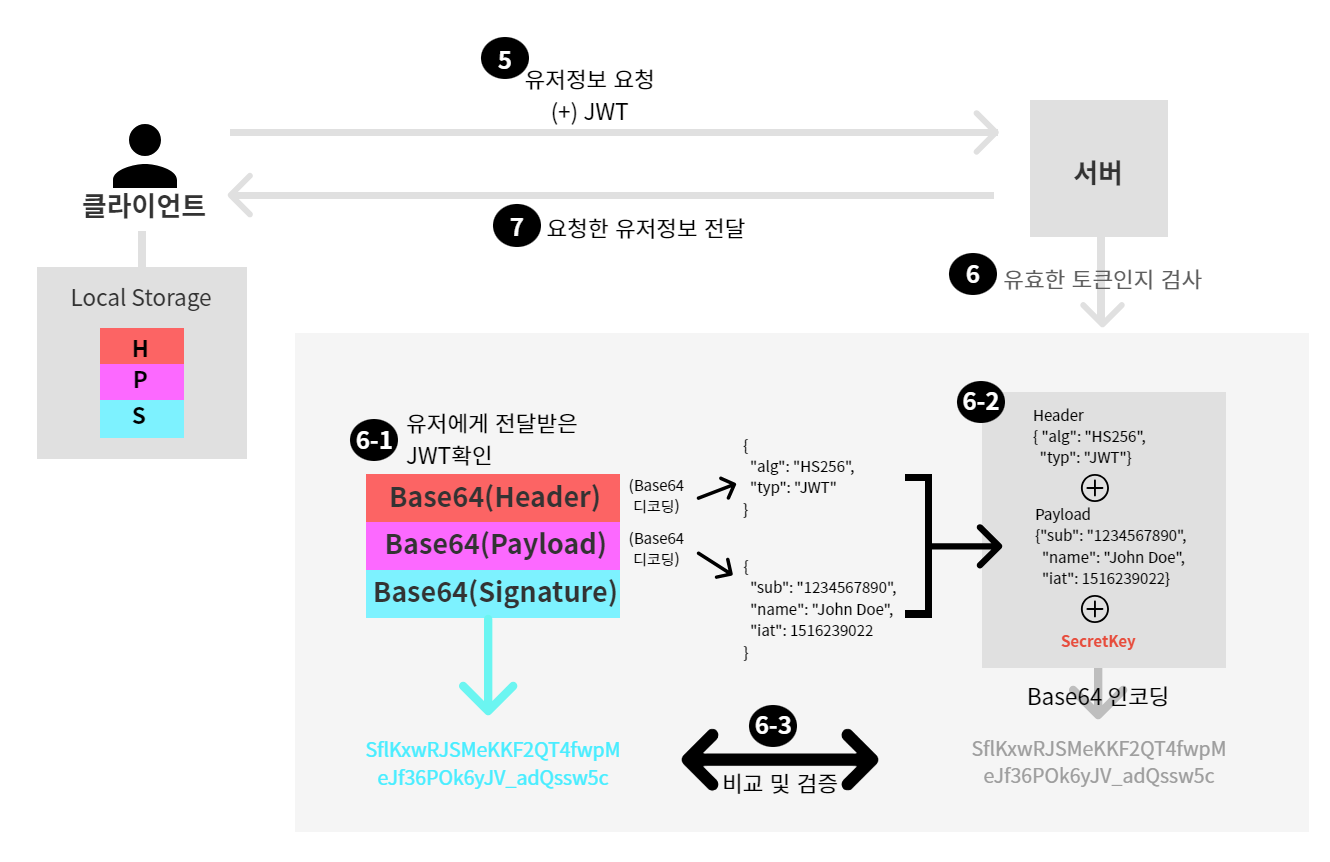 5
유저정보 요청
(+) JWT
클라이언트
서버
7
요청한 유저정보 전달
6
유효한 토큰인지 검사
Local Storage
H
P
S
6-1
유저에게 전달받은
JWT확인
Base64(Header)
Base64(Payload)
Base64(Signature)
(Base64
디코딩)
(Base64
디코딩)
{
"alg": "HS256",
"typ": "JWT"
}
{
"sub": "1234567890",
"name": "John Doe",
"iat": 1516239022
}
6-2
Header
{ "alg": "HS256",
"typ": "JWT"}
Payload
{"sub": "1234567890",
"name": "John Doe",
"iat": 1516239022}
SecretKey
Base64 인코딩
SflKxwRJSMeKKF2QT4fwpM
eJf36POk6yJV_adQssw5c
6-3
비교 및 검증
SflKxwRJSMeKKF2QT4fwpM
eJf36POk6yJV_adQssw5c